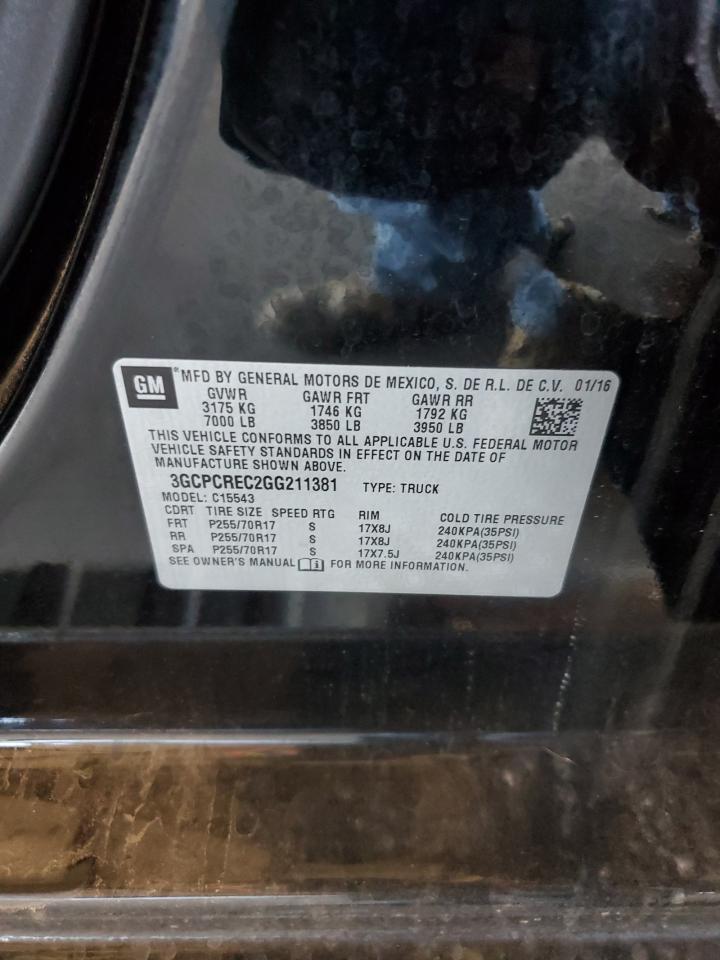 GM ® MFD BY GENERAL MOTORS DE MEXICO, S. DE R.L. DE C.V. 01/16
GVWR GAWR FRT GAWR RR
3175 KG 1746 KG 1792 KG
7000 LB 3850 LB 3950 LB
THIS VEHICLE CONFORMS TO ALL APPLICABLE U.S. FEDERAL MOTOR
VEHICLE SAFETY STANDARDS IN EFFECT ON THE DATE OF
MANUFACTURE SHOWN ABOVE.
3GCPCREC2GG211381 TYPE: TRUCK
MODEL: C15543
CDRT TIRE SIZE SPEED RTG RIM COLD TIRE PRESSURE
FRT P255/70R17 S 17X8J 240KPA(35PSI)
RR P255/70R17 S 17X8J 240KPA(35PSI)
SPA P255/70R17 S 17X7.5J 240KPA(35PSI)
SEE OWNER'S MANUAL FOR MORE INFORMATION.